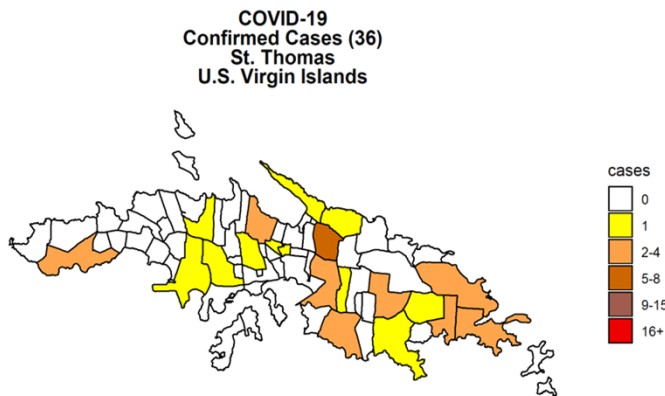 COVID-19
Confirmed Cases (36)
St. Thomas
U.S. Virgin Islands
cases
0
1
2-4
5-8
9-15
16+